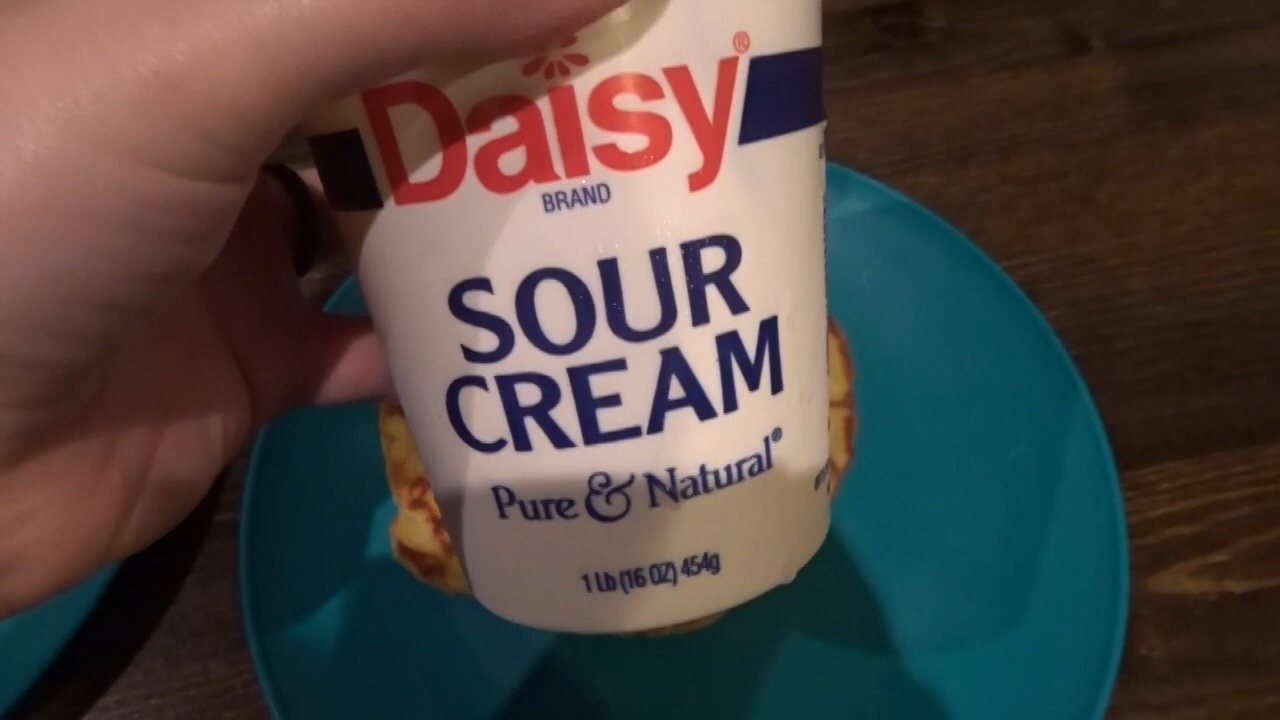 Daisy®
BRAND
SOUR
CREAM
Pure & Natural®
1 Lb (16 OZ) 454g